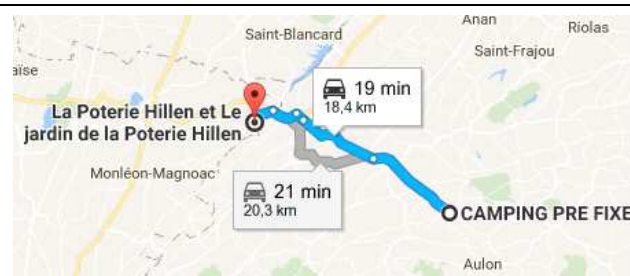 Anan
Riolas
Saint-Blancard
Saint-Frajou
aïse
19 min
18,4 km
La Poterie Hillen et Le
jardin de la Poterie Hillen
Monléon-Magnoac
21 min
20,3 km
CAMPING PRE FIXE
Aulon